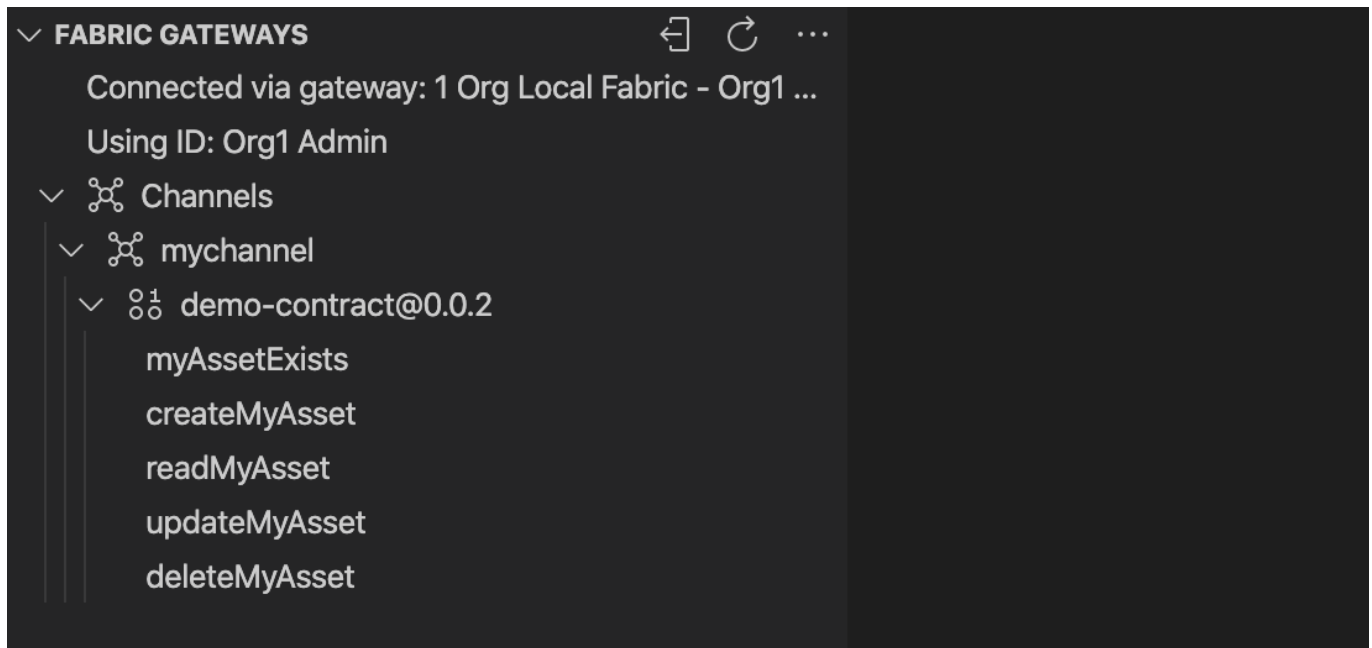 FABRIC GATEWAYS
Connected via gateway: 1 Org Local Fabric - Org1 ...
Using ID: Org1 Admin
Channels
mychannel
demo-contract@0.0.2
myAssetExists
createMyAsset
readMyAsset
updateMyAsset
deleteMyAsset